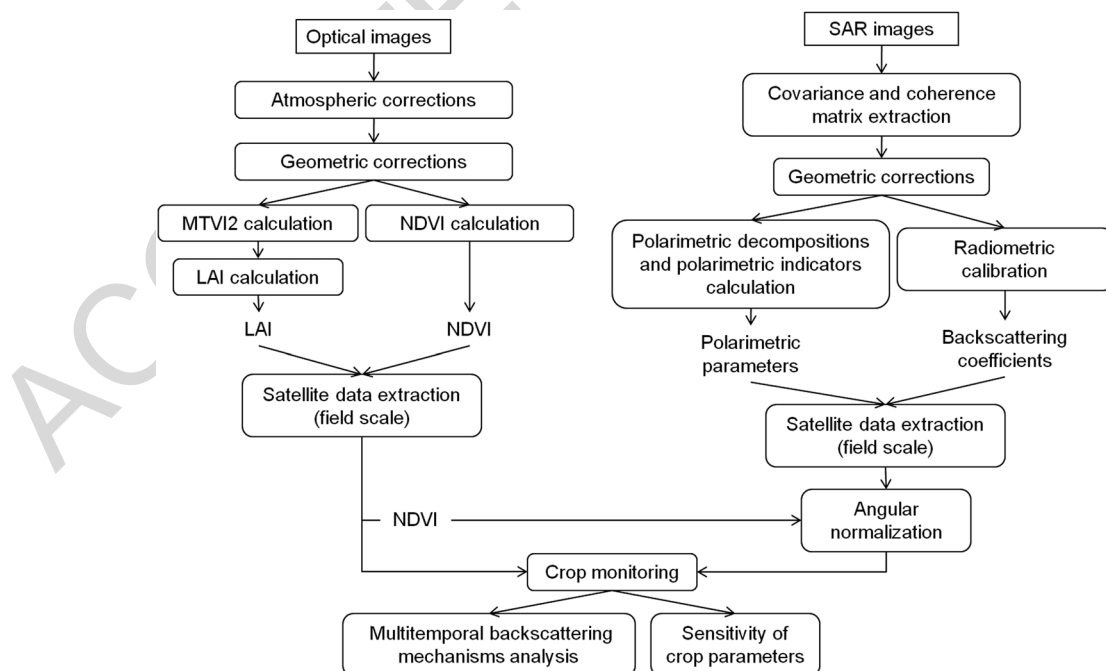 Optical images
Atmospheric corrections
Geometric corrections
MTVI2 calculation
NDVI calculation
LAI calculation
LAI
NDVI
Satellite data extraction
(field scale)
SAR images
Covariance and coherence
matrix extraction
Geometric corrections
Polarimetric decompositions
and polarimetric indicators
calculation
Radiometric
calibration
Polarimetric
parameters
Backscattering
coefficients
Satellite data extraction
(field scale)
NDVI
Angular
normalization
Crop monitoring
Multitemporal backscattering
mechanisms analysis
Sensitivity of
crop parameters